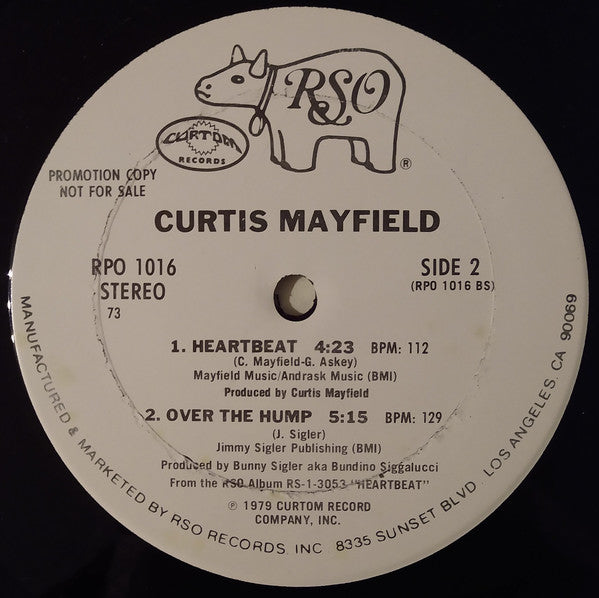 RSO
CURTOM
RECORDS
®
PROMOTION COPY
NOT FOR SALE
CURTIS MAYFIELD
RPO 1016
STEREO
73
SIDE 2
(RPO 1016 BS)
1. HEARTBEAT 4:23 BPM: 112
(C. Mayfield-G. Askey)
Mayfield Music/Andrask Music (BMI)
Produced by Curtis Mayfield
2. OVER THE HUMP 5:15 BPM: 129
(J. Sigler)
Jimmy Sigler Publishing (BMI)
Produced by Bunny Sigler aka Bundino Siggalucci
From the RSO Album RS-1-3053 "HEARTBEAT"
℗ 1979 CURTOM RECORD
COMPANY, INC.
MANUFACTURED & MARKETED BY RSO RECORDS, INC 8335 SUNSET BLVD. LOS ANGELES, CA 90069